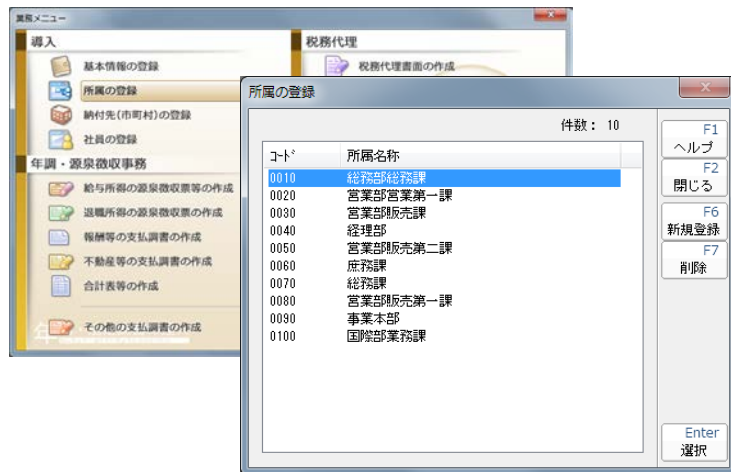 業務メニュー
導入
基本情報の登録
所属の登録
納付先(市町村)の登録
社員の登録
年調・源泉徴収事務
給与所得の源泉徴収票等の作成
退職所得の源泉徴収票の作成
報酬等の支払調書の作成
不動産等の支払調書の作成
合計表等の作成
その他の支払調書の作成
税務代理
税務代理書面の作成
所属の登録
件数： 10
コード 所属名称
0010 総務部総務課
0020 営業部営業第一課
0030 営業部販売課
0040 経理部
0050 営業部販売第二課
0060 庶務課
0070 総務課
0080 営業部販売第一課
0090 事業本部
0100 国際部業務課
F1
ヘルプ
F2
閉じる
F6
新規登録
F7
削除
Enter
選択